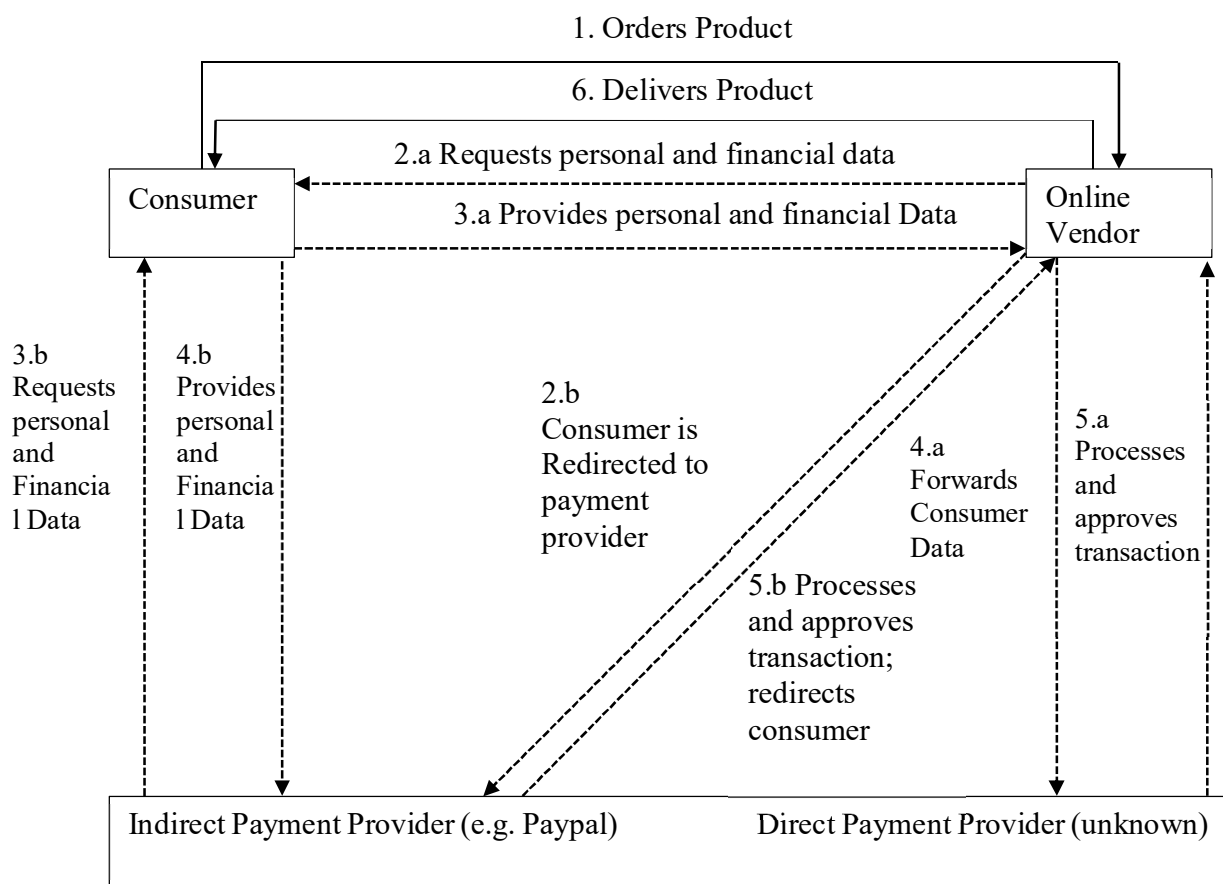 1. Orders Product
6. Delivers Product
2.a Requests personal and financial data
Consumer
Online
Vendor
3.a Provides personal and financial Data
3.b
Requests
personal
and
Financia
l Data
4.b
Provides
personal
and
Financia
l Data
2.b
Consumer is
Redirected to
payment
provider
4.a
Forwards
Consumer
Data
5.a
Processes
and
approves
transaction
5.b Processes
and approves
transaction;
redirects
consumer
Indirect Payment Provider (e.g. Paypal)
Direct Payment Provider (unknown)